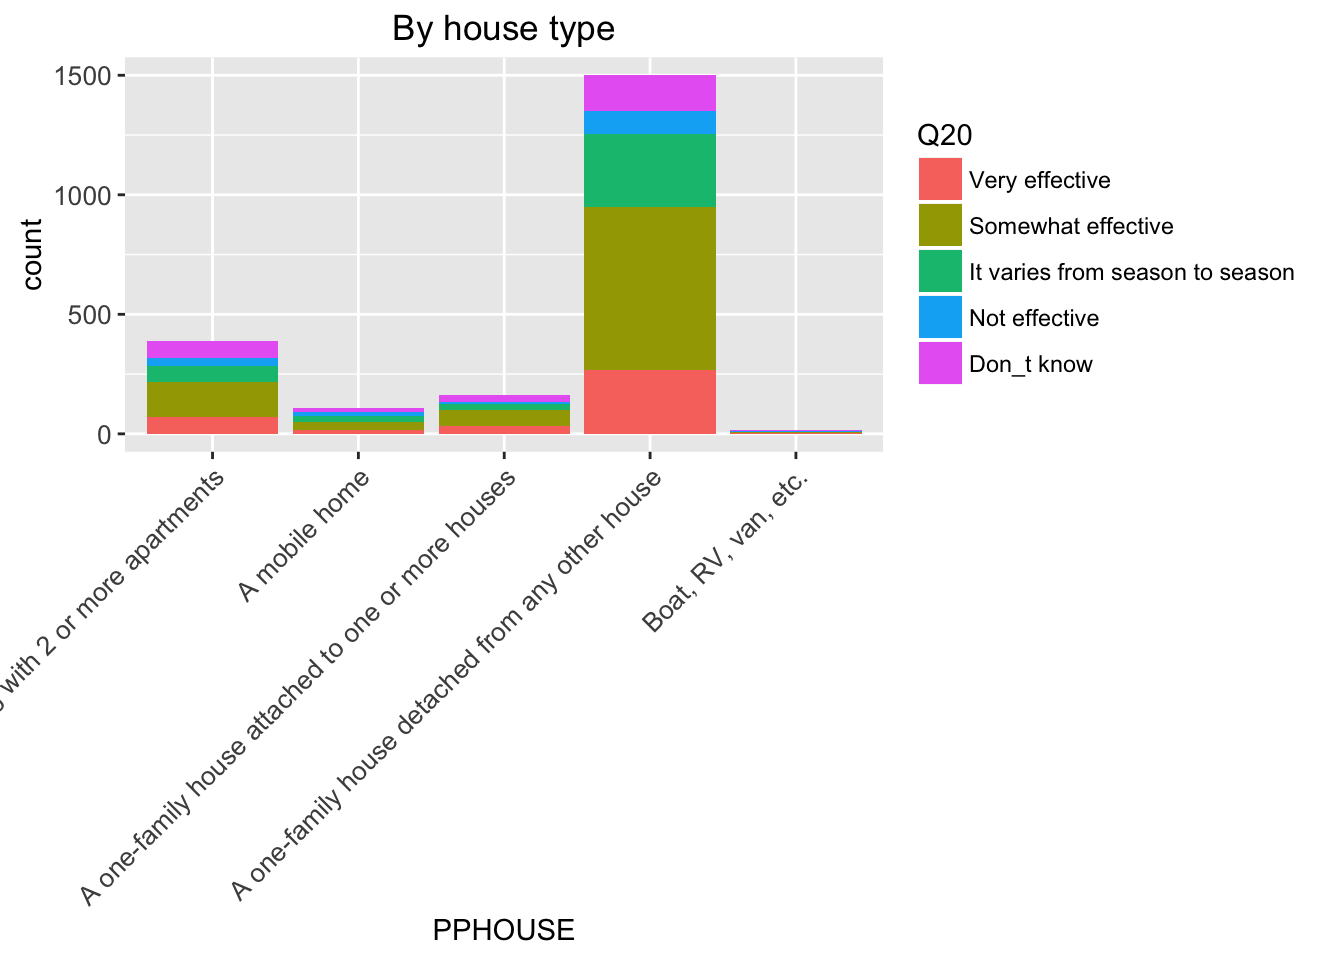 By house type
1500
1000
500
0
count
with 2 or more apartments
A mobile home
A one-family house attached to one or more houses
A one-family house detached from any other house
Boat, RV, van, etc.
PPHOUSE
Q20
Very effective
Somewhat effective
It varies from season to season
Not effective
Don_t know